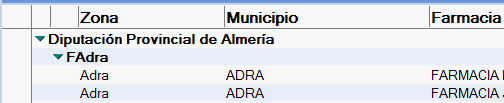 Zona Municipio Farmacia
Diputación Provincial de Almería
FAdra
Adra ADRA FARMACIA
Adra ADRA FARMACIA